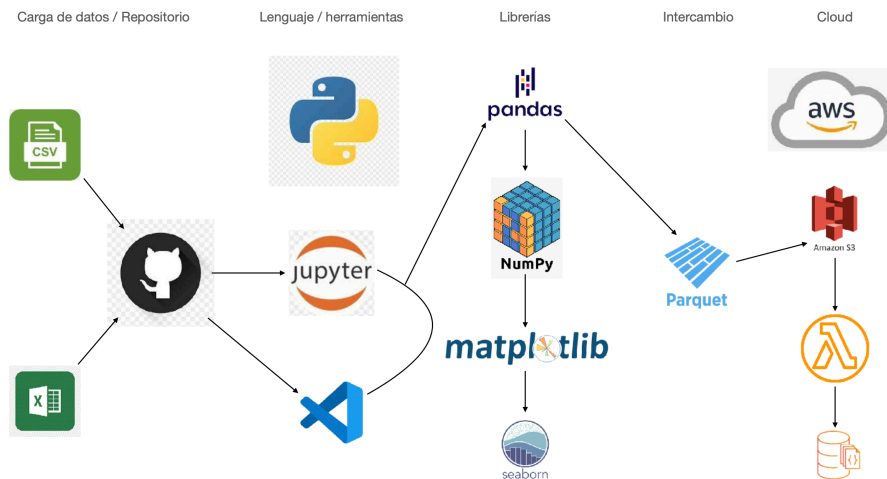 Carga de datos / Repositorio
Lenguaje / herramientas
Librerías
Intercambio
Cloud
CSV
X
jupyter
pandas
NumPy
matplotlib
seaborn
Parquet
aws
Amazon S3
λ
{}